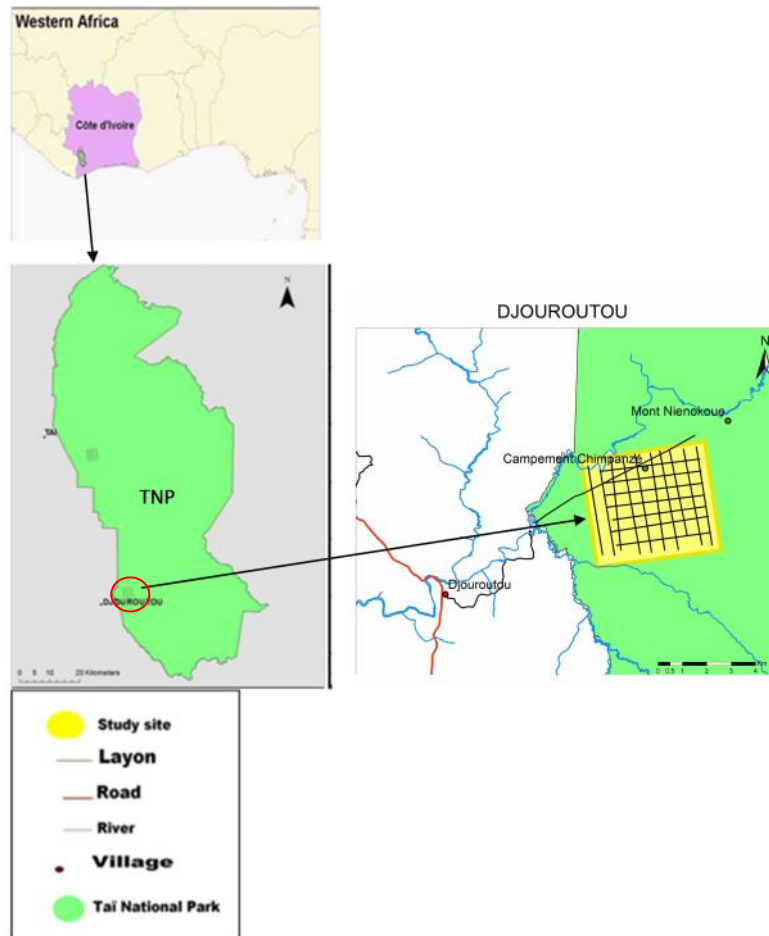 Western Africa
Côte d'Ivoire
N
TAI
TNP
DJOUROUTOU
0 5 10 20 Kilometers
DJOUROUTOU
N
Mont Nienokoue
Campement Chimpanzé
Djouroutou
0 0.5 1 2 3 4
Study site
Layon
Road
River
Village
Taï National Park